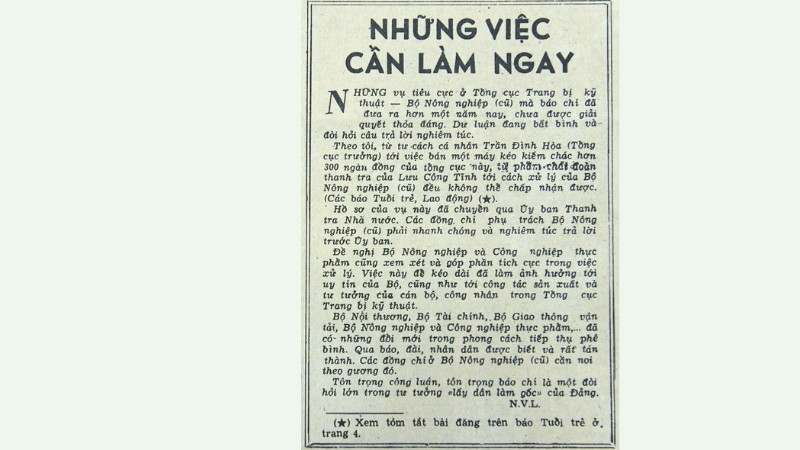 NHỮNG VIỆC
CẦN LÀM NGAY
NHỮNG vụ tiêu cực ở Tổng cục Trang bị kỹ
thuật — Bộ Nông nghiệp (cũ) mà báo chí đã
đưa ra hơn một năm nay, chưa được giải
quyết thỏa đáng. Dư luận đang bất bình và
đòi hỏi câu trả lời nghiêm túc.
Theo tôi, từ tư cách cá nhân Trần Đình Hòa (Tổng
cục trưởng) tới việc bán một máy kéo kiếm chác hơn
300 ngàn đồng của tổng cục này, từ phẩm chất đoàn
thanh tra của Lưu Công Tĩnh tới cách xử lý của Bộ
Nông nghiệp (cũ) đều không thể chấp nhận được.
(Các báo Tuổi trẻ, Lao động) (★).
Hồ sơ của vụ này đã chuyển qua Ủy ban Thanh
tra Nhà nước. Các đồng chí phụ trách Bộ Nông
nghiệp (cũ) phải nhanh chóng và nghiêm túc trả lời
trước Ủy ban.
Đề nghị Bộ Nông nghiệp và Công nghiệp thực
phẩm cũng xem xét và góp phần tích cực trong việc
xử lý. Việc này để kéo dài đã làm ảnh hưởng tới
uy tín của Bộ, cũng như tới công tác sản xuất và
tư tưởng của cán bộ, công nhân trong Tổng cục
Trang bị kỹ thuật.
Bộ Nội thương, Bộ Tài chính, Bộ Giao thông vận
tải, Bộ Nông nghiệp và Công nghiệp thực phẩm,... đã
có những đổi mới trong phong cách tiếp thụ phê
bình. Qua báo, đài, nhân dân được biết và rất tán
thành. Các đồng chí ở Bộ Nông nghiệp (cũ) cần noi
theo gương đó.
Tôn trọng công luận, tôn trọng báo chí là một đòi
hỏi lớn trong tư tưởng «lấy dân làm gốc» của Đảng.
N.V.L.
(★) Xem tóm tắt bài đăng trên báo Tuổi trẻ ở
trang 4.